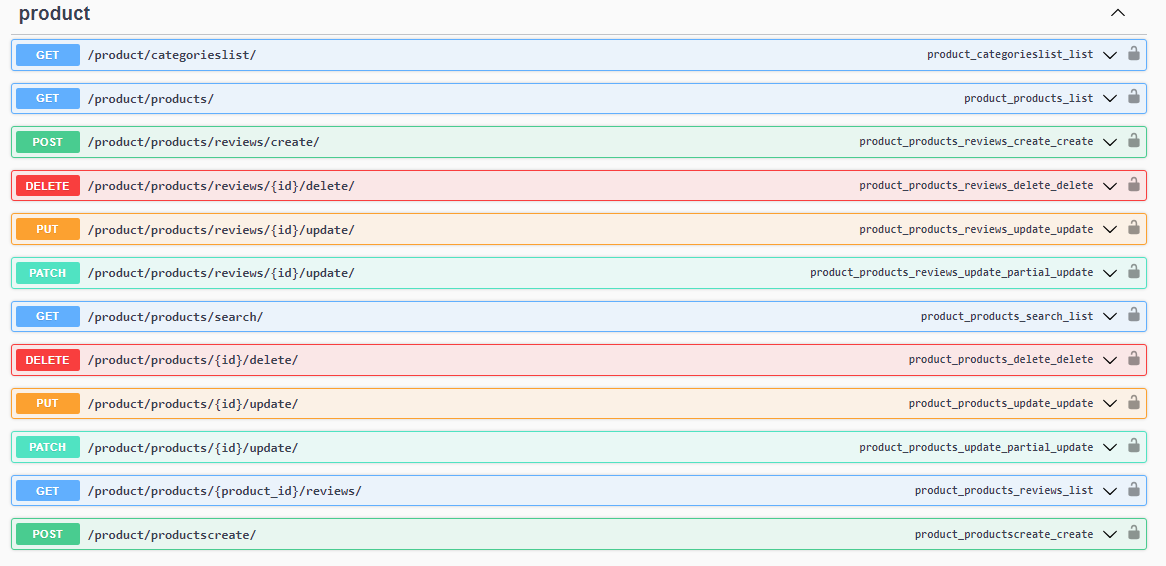 product
GET /product/categorieslist/ product_categorieslist_list
GET /product/products/ product_products_list
POST /product/products/reviews/create/ product_products_reviews_create_create
DELETE /product/products/reviews/{id}/delete/ product_products_reviews_delete_delete
PUT /product/products/reviews/{id}/update/ product_products_reviews_update_update
PATCH /product/products/reviews/{id}/update/ product_products_reviews_update_partial_update
GET /product/products/search/ product_products_search_list
DELETE /product/products/{id}/delete/ product_products_delete_delete
PUT /product/products/{id}/update/ product_products_update_update
PATCH /product/products/{id}/update/ product_products_update_partial_update
GET /product/products/{product_id}/reviews/ product_products_reviews_list
POST /product/productscreate/ product_productscreate_create